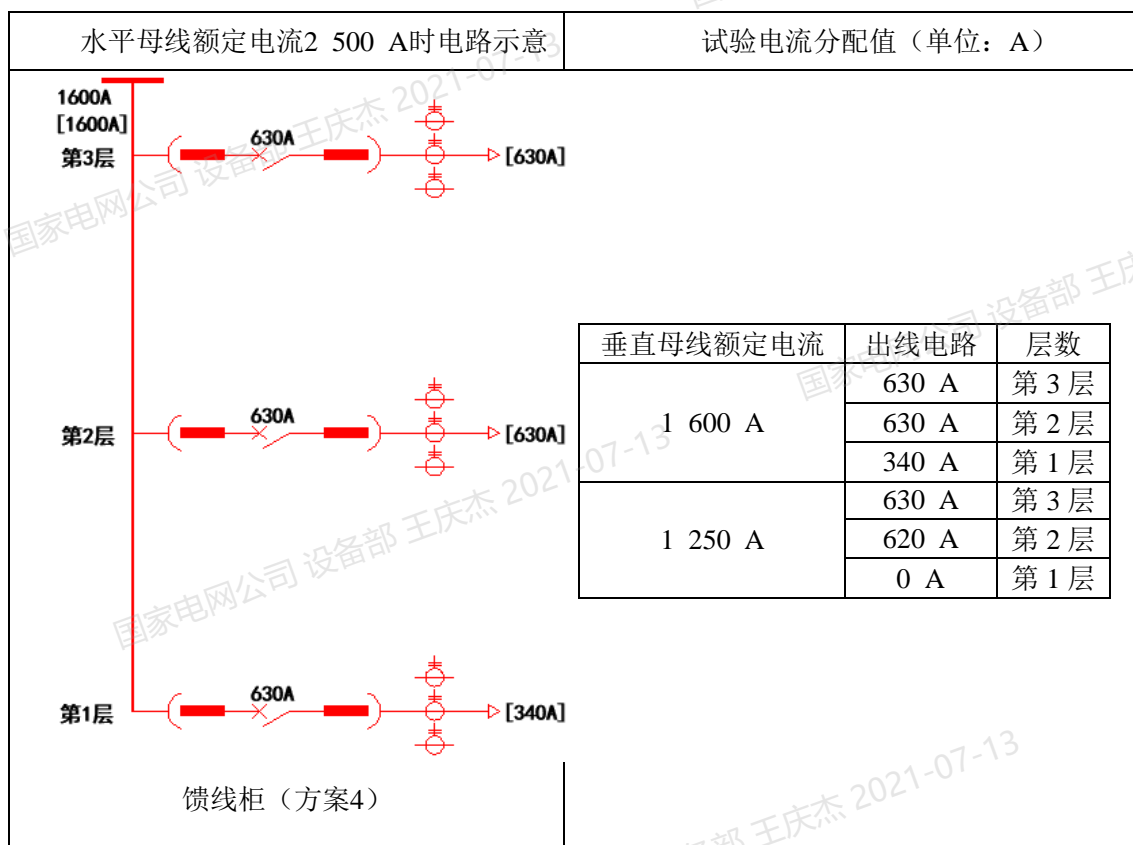 水平母线额定电流2 500 A时电路示意
试验电流分配值（单位：A）
1600A
[1600A]
第3层
630A
[630A]
第2层
630A
[630A]
第1层
630A
[340A]
馈线柜（方案4）
垂直母线额定电流 出线电路 层数
1 600 A
630 A 第3层
630 A 第2层
340 A 第1层
1 250 A
630 A 第3层
620 A 第2层
0 A 第1层
国家电网公司 设备部 王庆杰 2021-07-13
国家电网公司 设备部 王庆杰 2021-07-13
国家电网公司 设备部 王庆
部 王庆杰 2021-07-13